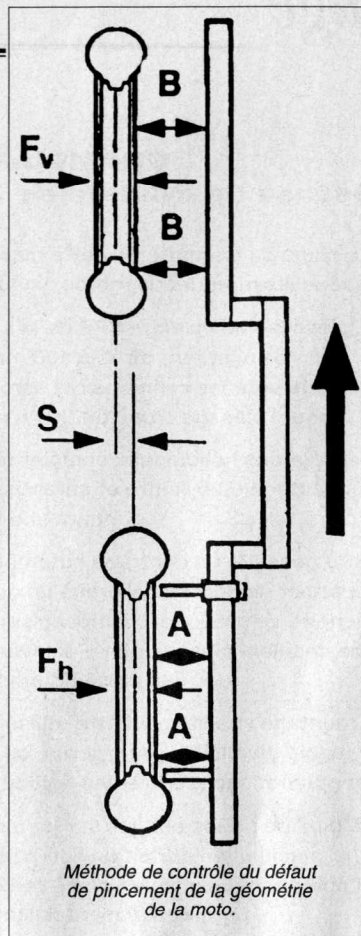 B
Fv
B
S
A
Fh
A
Méthode de contrôle du défaut
de pincement de la géométrie
de la moto.